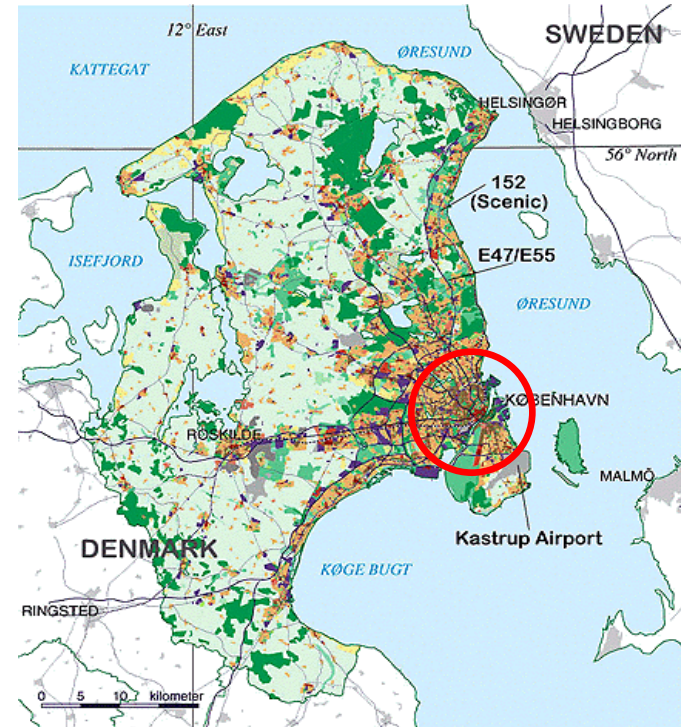 12° East
SWEDEN
KATTEGAT
ØRESUND
HELSINGØR
HELSINGBORG
56° North
152
(Scenic)
E47/E55
ISEFJORD
ØRESUND
KØBENHAVN
ROSKILDE
MALMÖ
Kastrup Airport
DENMARK
KØGE BUGT
RINGSTED
0 5 10 kilometer